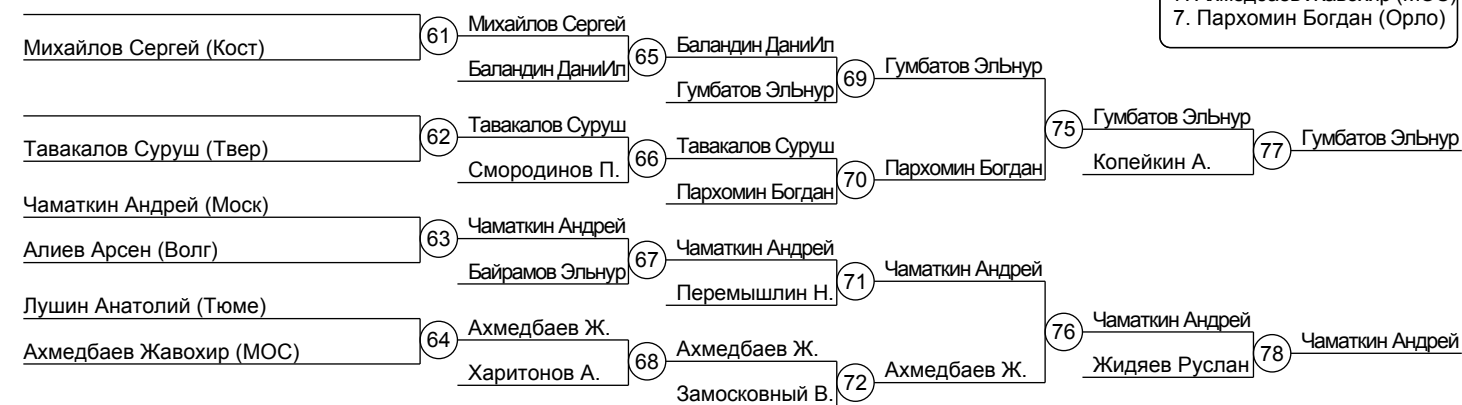 7. Ахмедбаев Жавохир (МОС)
7. Пархомин Богдан (Орло)
Михайлов Сергей (Кост)
61
Михайлов Сергей
Баландин ДаниИл
65
Баландин ДаниИл
Гумбатов ЭлЬнур
69
Гумбатов ЭлЬнур
Тавакалов Суруш (Твер)
62
Тавакалов Суруш
Смородинов П.
66
Тавакалов Суруш
Пархомин Богдан
70
Пархомин Богдан
75
Гумбатов ЭлЬнур
Копейкин А.
77
Гумбатов ЭлЬнур
Чаматкин Андрей (Моск)
Алиев Арсен (Волг)
63
Чаматкин Андрей
Байрамов Эльнур
67
Чаматкин Андрей
Перемышлин Н.
71
Чаматкин Андрей
Лушин Анатолий (Тюме)
Ахмедбаев Жавохир (МОС)
64
Ахмедбаев Ж.
Харитонов А.
68
Ахмедбаев Ж.
Замосковный В.
72
Ахмедбаев Ж.
76
Чаматкин Андрей
Жидяев Руслан
78
Чаматкин Андрей